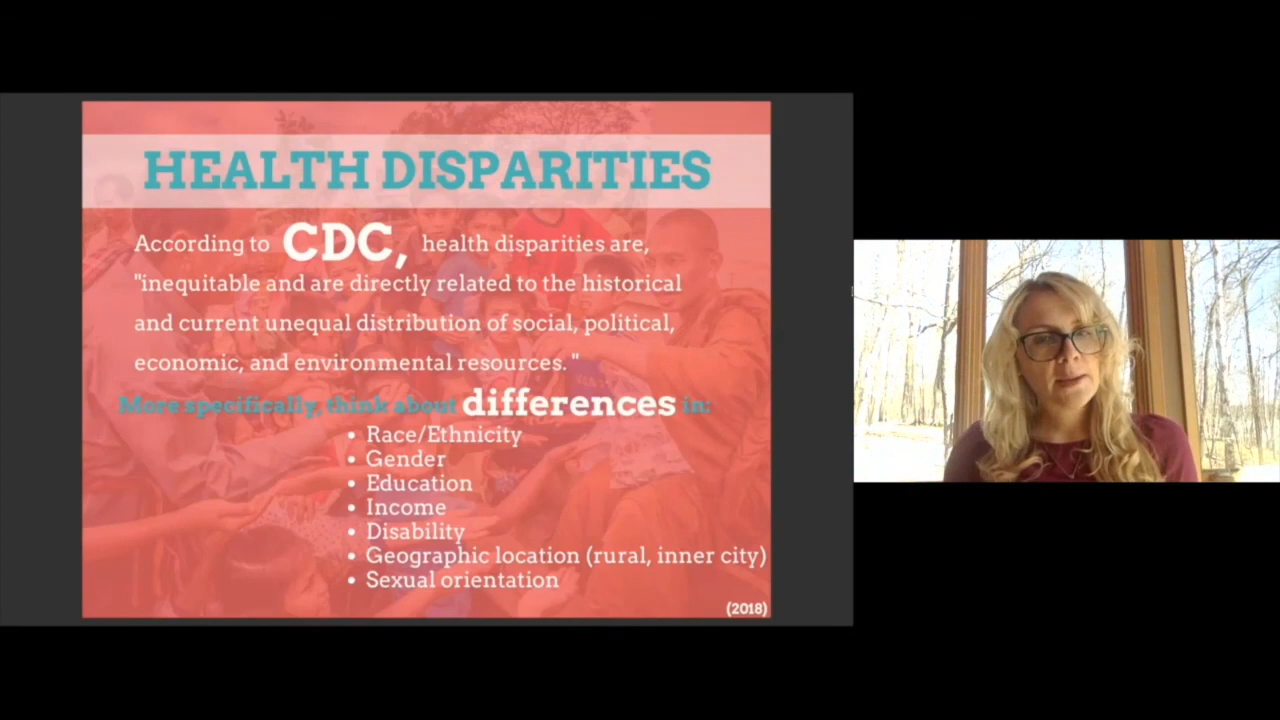 HEALTH DISPARITIES
According to CDC, health disparities are,
"inequitable and are directly related to the historical
and current unequal distribution of social, political,
economic, and environmental resources. "
More specifically, think about differences in:
• Race/Ethnicity
• Gender
• Education
• Income
• Disability
• Geographic location (rural, inner city)
• Sexual orientation
(2018)